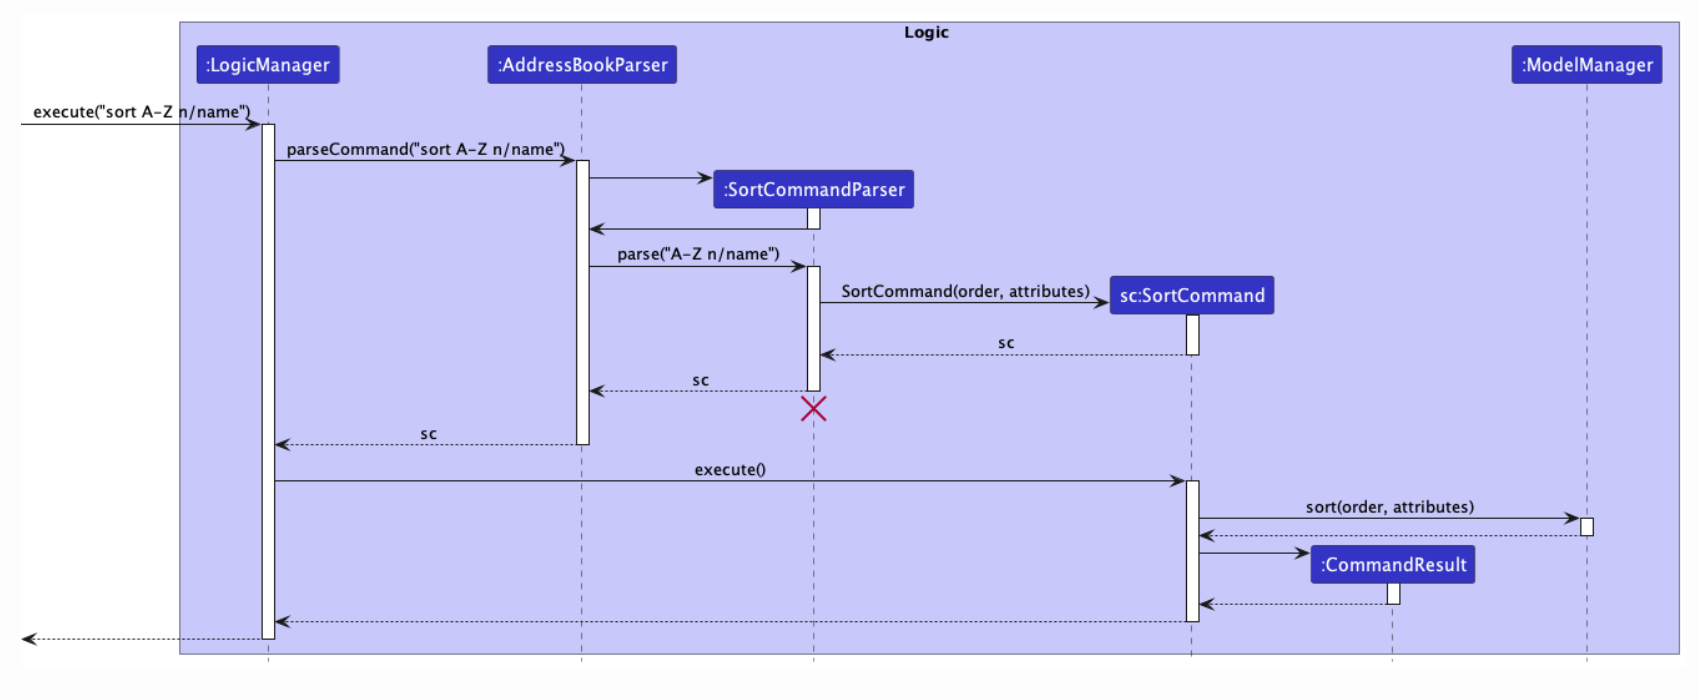 Logic
:LogicManager
:AddressBookParser
:ModelManager
execute("sort A-Z n/name")
parseCommand("sort A-Z n/name")
:SortCommandParser
parse("A-Z n/name")
SortCommand(order, attributes)
sc:SortCommand
sc
sc
sc
execute()
sort(order, attributes)
:CommandResult